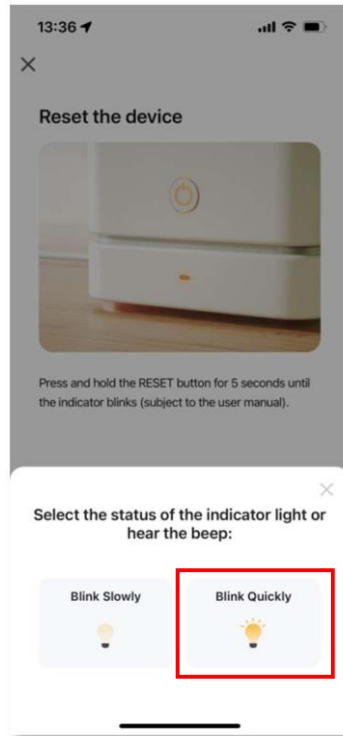 13:36
Reset the device
Press and hold the RESET button for 5 seconds until
the indicator blinks (subject to the user manual).
Select the status of the indicator light or
hear the beep:
Blink Slowly
Blink Quickly